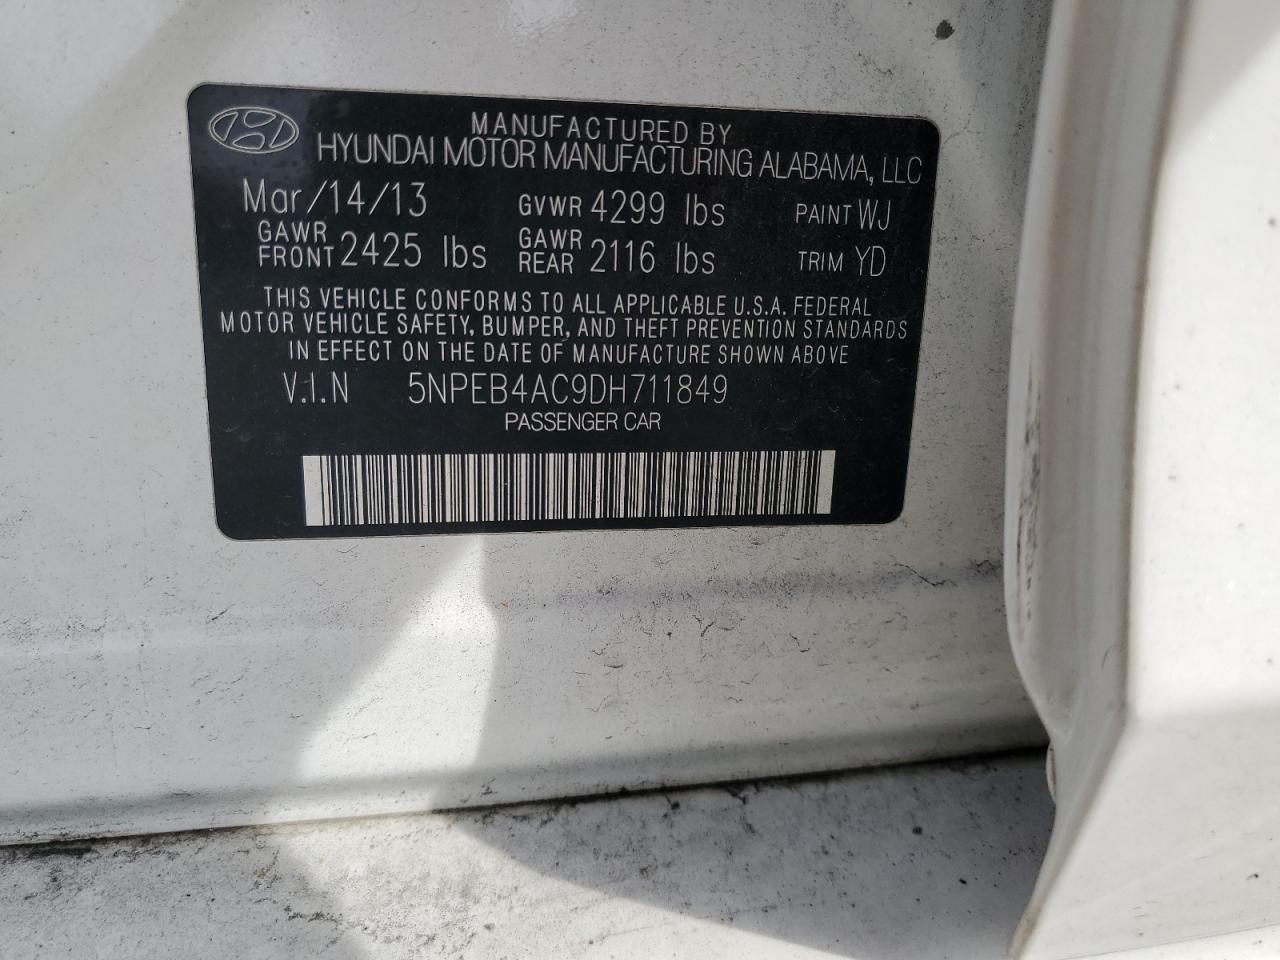 MANUFACTURED BY
HYUNDAI MOTOR MANUFACTURING ALABAMA, LLC
Mar/14/13 GVWR 4299 lbs PAINT WJ
GAWR FRONT 2425 lbs GAWR REAR 2116 lbs TRIM YD
THIS VEHICLE CONFORMS TO ALL APPLICABLE U.S.A. FEDERAL
MOTOR VEHICLE SAFETY, BUMPER, AND THEFT PREVENTION STANDARDS
IN EFFECT ON THE DATE OF MANUFACTURE SHOWN ABOVE
V.I.N 5NPEB4AC9DH711849
PASSENGER CAR